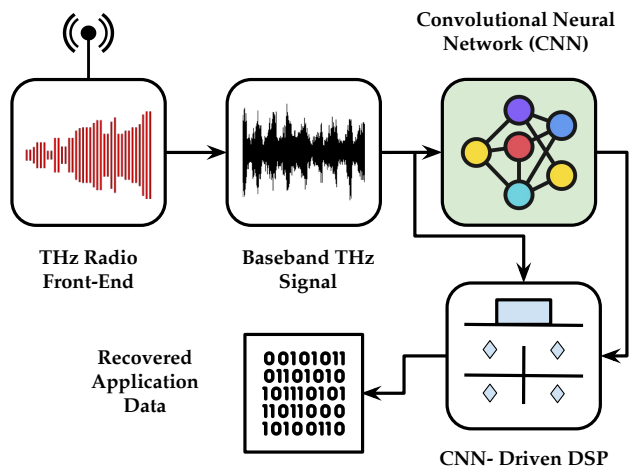 Convolutional Neural
Network (CNN)
THz Radio
Front-End
Baseband THz
Signal
Recovered
Application
Data
00101011
01101010
101110101
11011000
10100110
CNN- Driven DSP